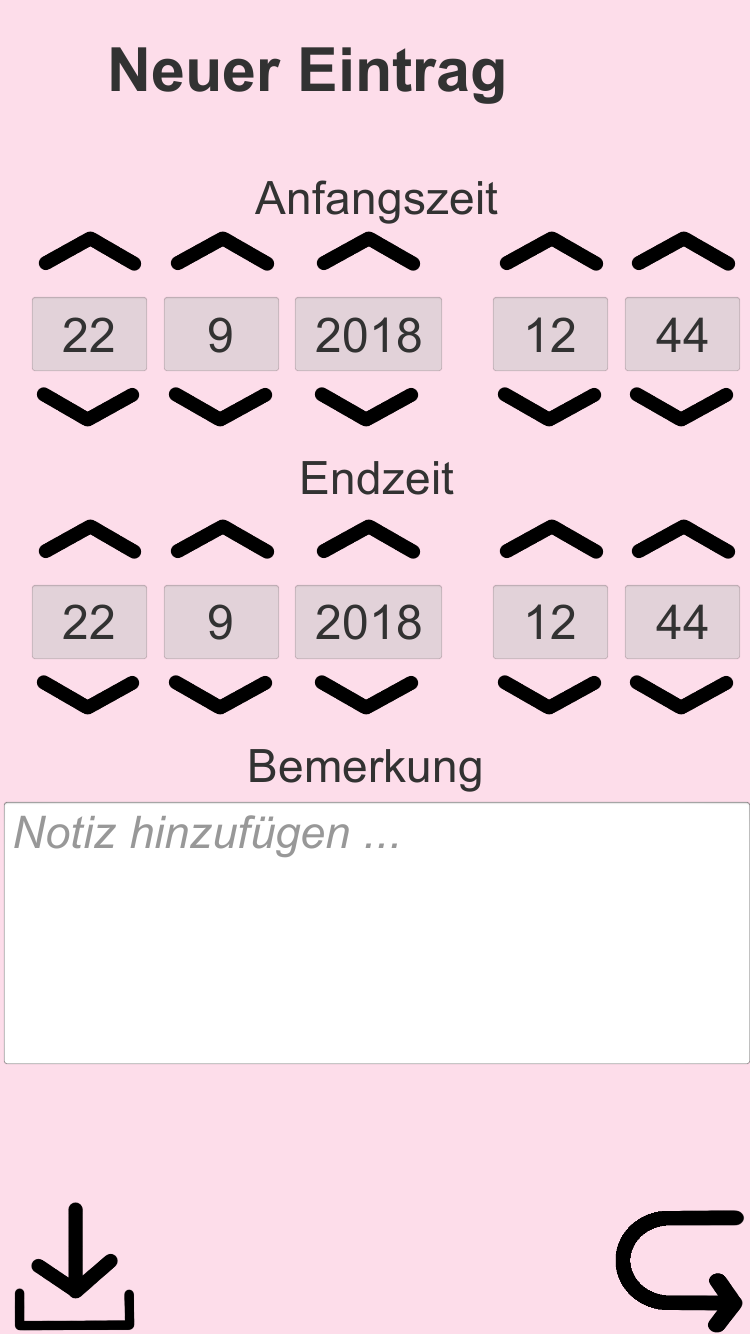 Neuer Eintrag
Anfangszeit
22 9 2018 12 44
Endzeit
22 9 2018 12 44
Bemerkung
Notiz hinzufügen ...